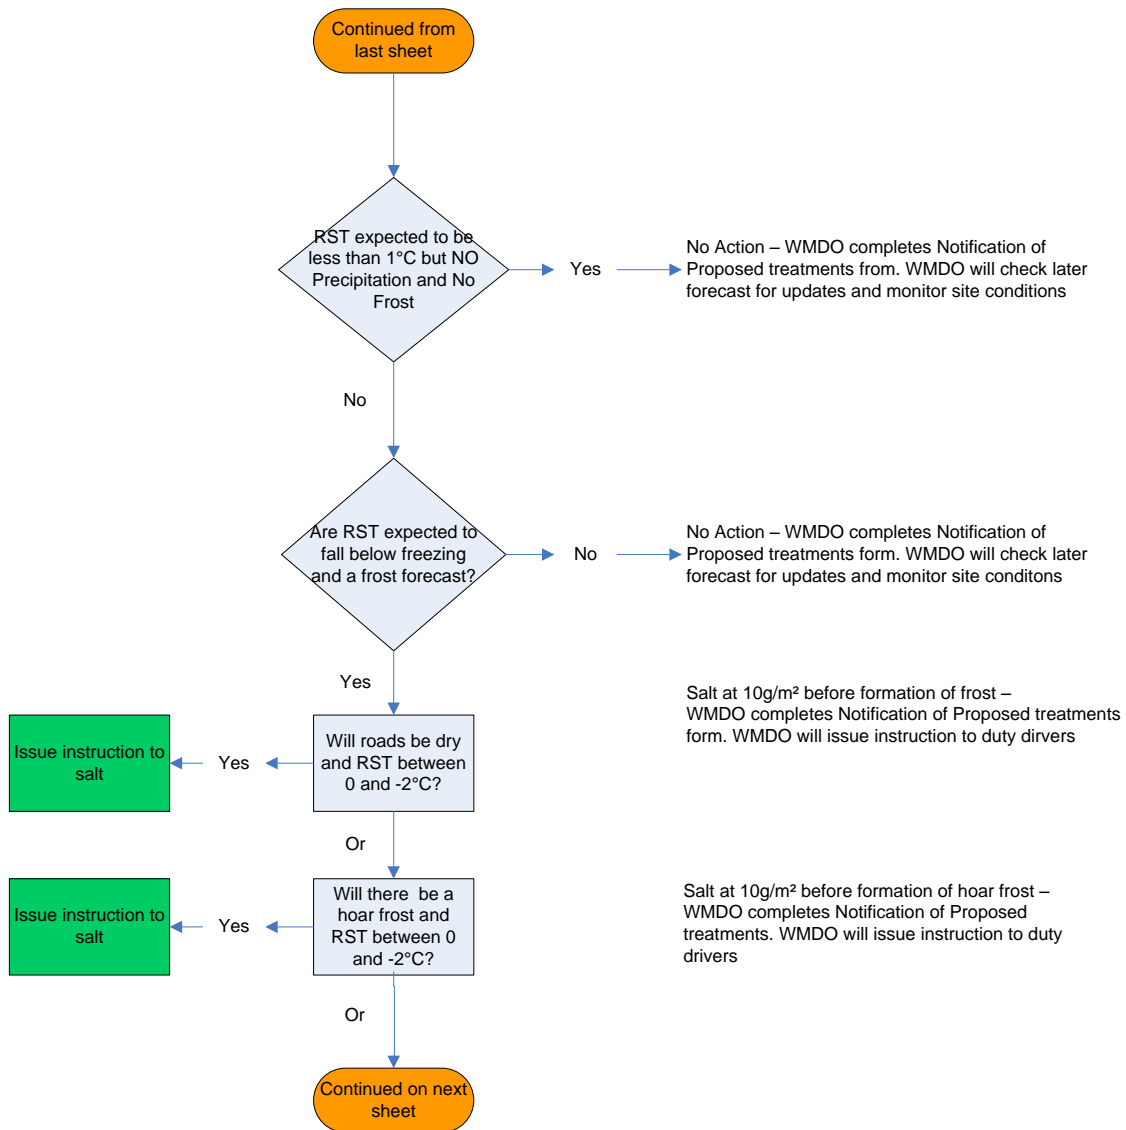 Continued from
last sheet
RST expected to be
less than 1°C but NO
Precipitation and No
Frost
Yes
No Action – WMDO completes Notification of
Proposed treatments from. WMDO will check later
forecast for updates and monitor site conditions
No
Are RST expected to
fall below freezing
and a frost forecast?
No
No Action – WMDO completes Notification of
Proposed treatments form. WMDO will check later
forecast for updates and monitor site conditons
Yes
Salt at 10g/m² before formation of frost –
WMDO completes Notification of Proposed treatments
form. WMDO will issue instruction to duty dirvers
Issue instruction to
salt
Yes
Will roads be dry
and RST between
0 and -2°C?
Or
Issue instruction to
salt
Yes
Will there  be a
hoar frost and
RST between 0
and -2°C?
Salt at 10g/m² before formation of hoar frost –
WMDO completes Notification of Proposed
treatments. WMDO will issue instruction to duty
drivers
Or
Continued on next
sheet